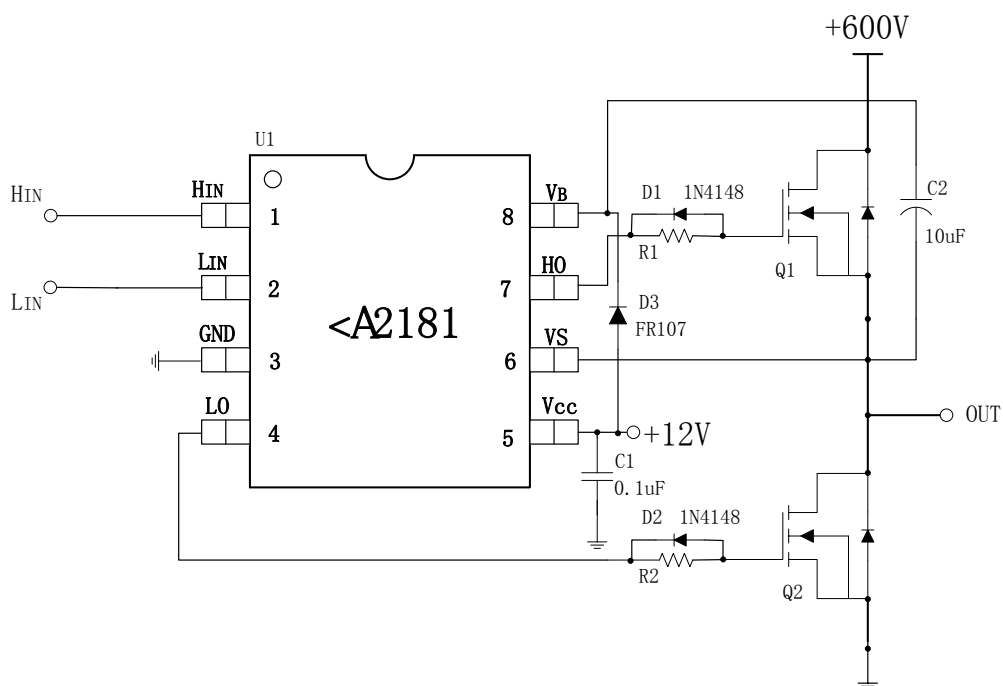 +600V
U1
HIN
HIN
1
VB
8
D1 1N4148
R1
C2
10uF
Q1
LIN
LIN
2
HO
7
D3
FR107
<A2181
GND
3
VS
6
LO
4
Vcc
5
+12V
OUT
C1
0.1uF
D2 1N4148
R2
Q2